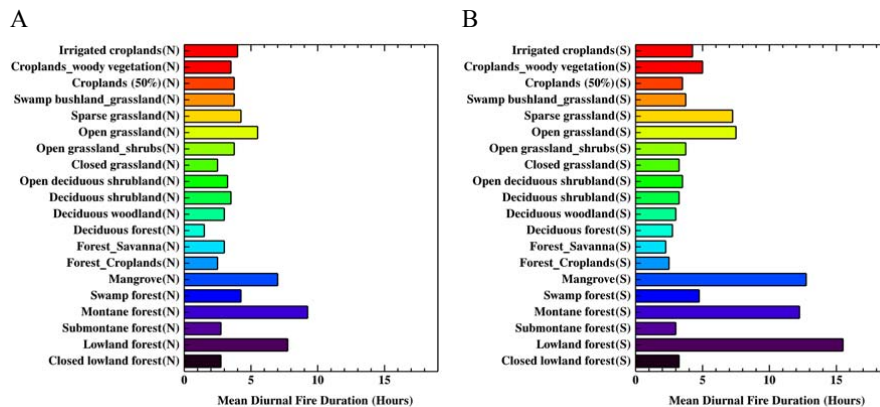 A
Irrigated croplands(N)
Croplands_woody vegetation(N)
Croplands (50%)(N)
Swamp bushland_grassland(N)
Sparse grassland(N)
Open grassland(N)
Open grassland_shrubs(N)
Closed grassland(N)
Open deciduous shrubland(N)
Deciduous shrubland(N)
Deciduous woodland(N)
Deciduous forest(N)
Forest_Savanna(N)
Forest_Croplands(N)
Mangrove(N)
Swamp forest(N)
Montane forest(N)
Submontane forest(N)
Lowland forest(N)
Closed lowland forest(N)
0 5 10 15
Mean Diurnal Fire Duration (Hours)
B
Irrigated croplands(S)
Croplands_woody vegetation(S)
Croplands (50%)(S)
Swamp bushland_grassland(S)
Sparse grassland(S)
Open grassland(S)
Open grassland_shrubs(S)
Closed grassland(S)
Open deciduous shrubland(S)
Deciduous shrubland(S)
Deciduous woodland(S)
Deciduous forest(S)
Forest_Savanna(S)
Forest_Croplands(S)
Mangrove(S)
Swamp forest(S)
Montane forest(S)
Submontane forest(S)
Lowland forest(S)
Closed lowland forest(S)
0 5 10 15
Mean Diurnal Fire Duration (Hours)